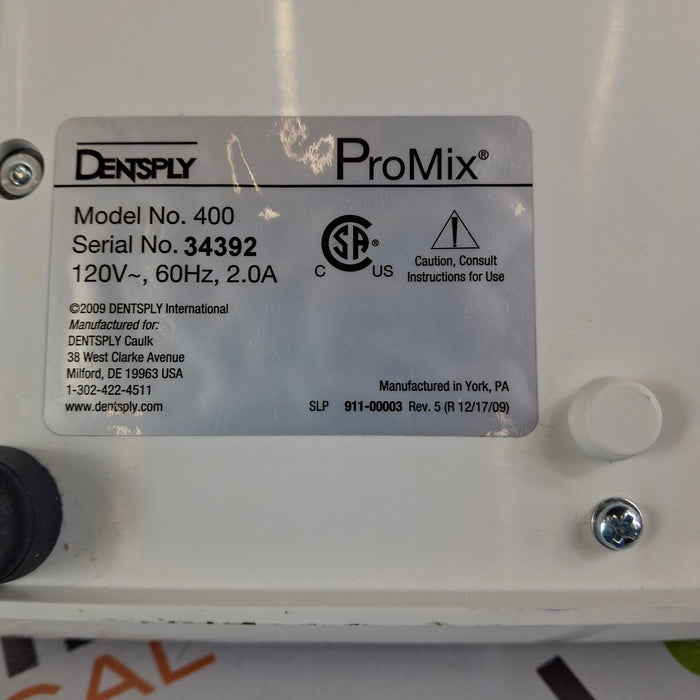 DENTSPLY ProMix®
Model No. 400
Serial No. 34392
120V~, 60Hz, 2.0A
C SA® US
Caution, Consult
Instructions for Use
©2009 DENTSPLY International
Manufactured for:
DENTSPLY Caulk
38 West Clarke Avenue
Milford, DE 19963 USA
1-302-422-4511
www.dentsply.com
Manufactured in York, PA
SLP 911-00003 Rev. 5 (R 12/17/09)
CAL